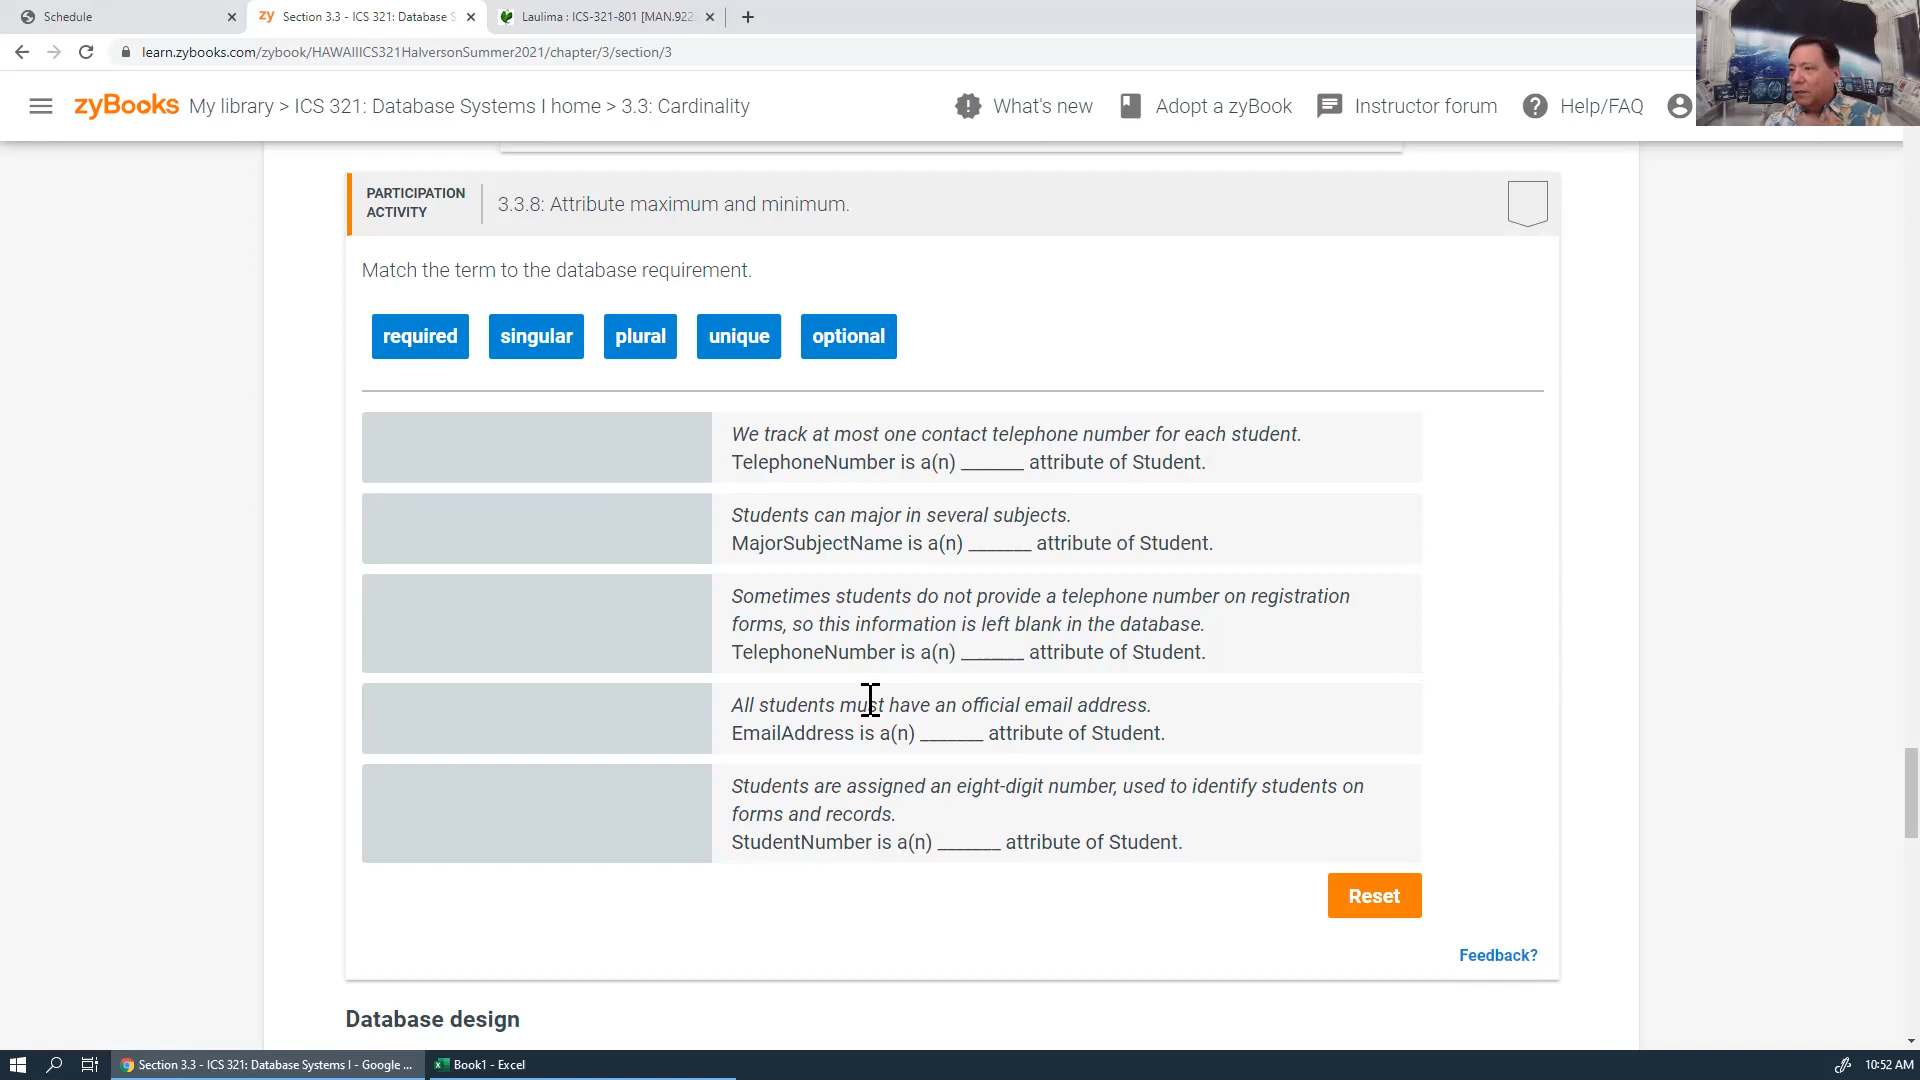 Schedule
Section 3.3 - ICS 321: Database S
Laulima : ICS-321-801 [MAN.922
learn.zybooks.com/zybook/HAWAIIICS321HalversonSummer2021/chapter/3/section/3
zyBooks My library > ICS 321: Database Systems I home > 3.3: Cardinality
What's new
Adopt a zyBook
Instructor forum
Help/FAQ
PARTICIPATION
ACTIVITY
3.3.8: Attribute maximum and minimum.
Match the term to the database requirement.
required singular plural unique optional
We track at most one contact telephone number for each student.
TelephoneNumber is a(n) ______ attribute of Student.
Students can major in several subjects.
MajorSubjectName is a(n) ______ attribute of Student.
Sometimes students do not provide a telephone number on registration
forms, so this information is left blank in the database.
TelephoneNumber is a(n) ______ attribute of Student.
All students must have an official email address.
EmailAddress is a(n) ______ attribute of Student.
Students are assigned an eight-digit number, used to identify students on
forms and records.
StudentNumber is a(n) ______ attribute of Student.
Reset
Feedback?
Database design
Section 3.3 - ICS 321: Database Systems I - Google ...
Book1 - Excel
10:52 AM